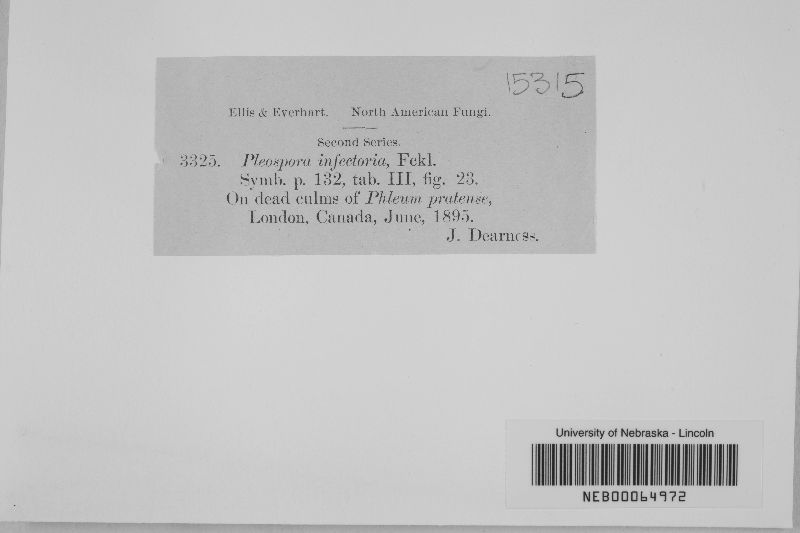 15315
Ellis & Everhart. North American Fungi.
Second Series.
3325. Pleospora infectoria, Fckl.
Symb. p. 132, tab. III, fig. 23.
On dead culms of Phleum pratense,
London, Canada, June, 1895.
J. Dearness.
University of Nebraska - Lincoln
NEB00064972